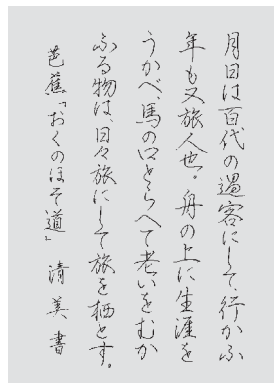 月日は百代の過客にして、行かふ
年も又旅人也。舟の上に生涯を
うかべ、馬の口とらへて老いをむか
ふる物は、日々旅にして旅を栖とす。
芭蕉「おくのほそ道」 清美書